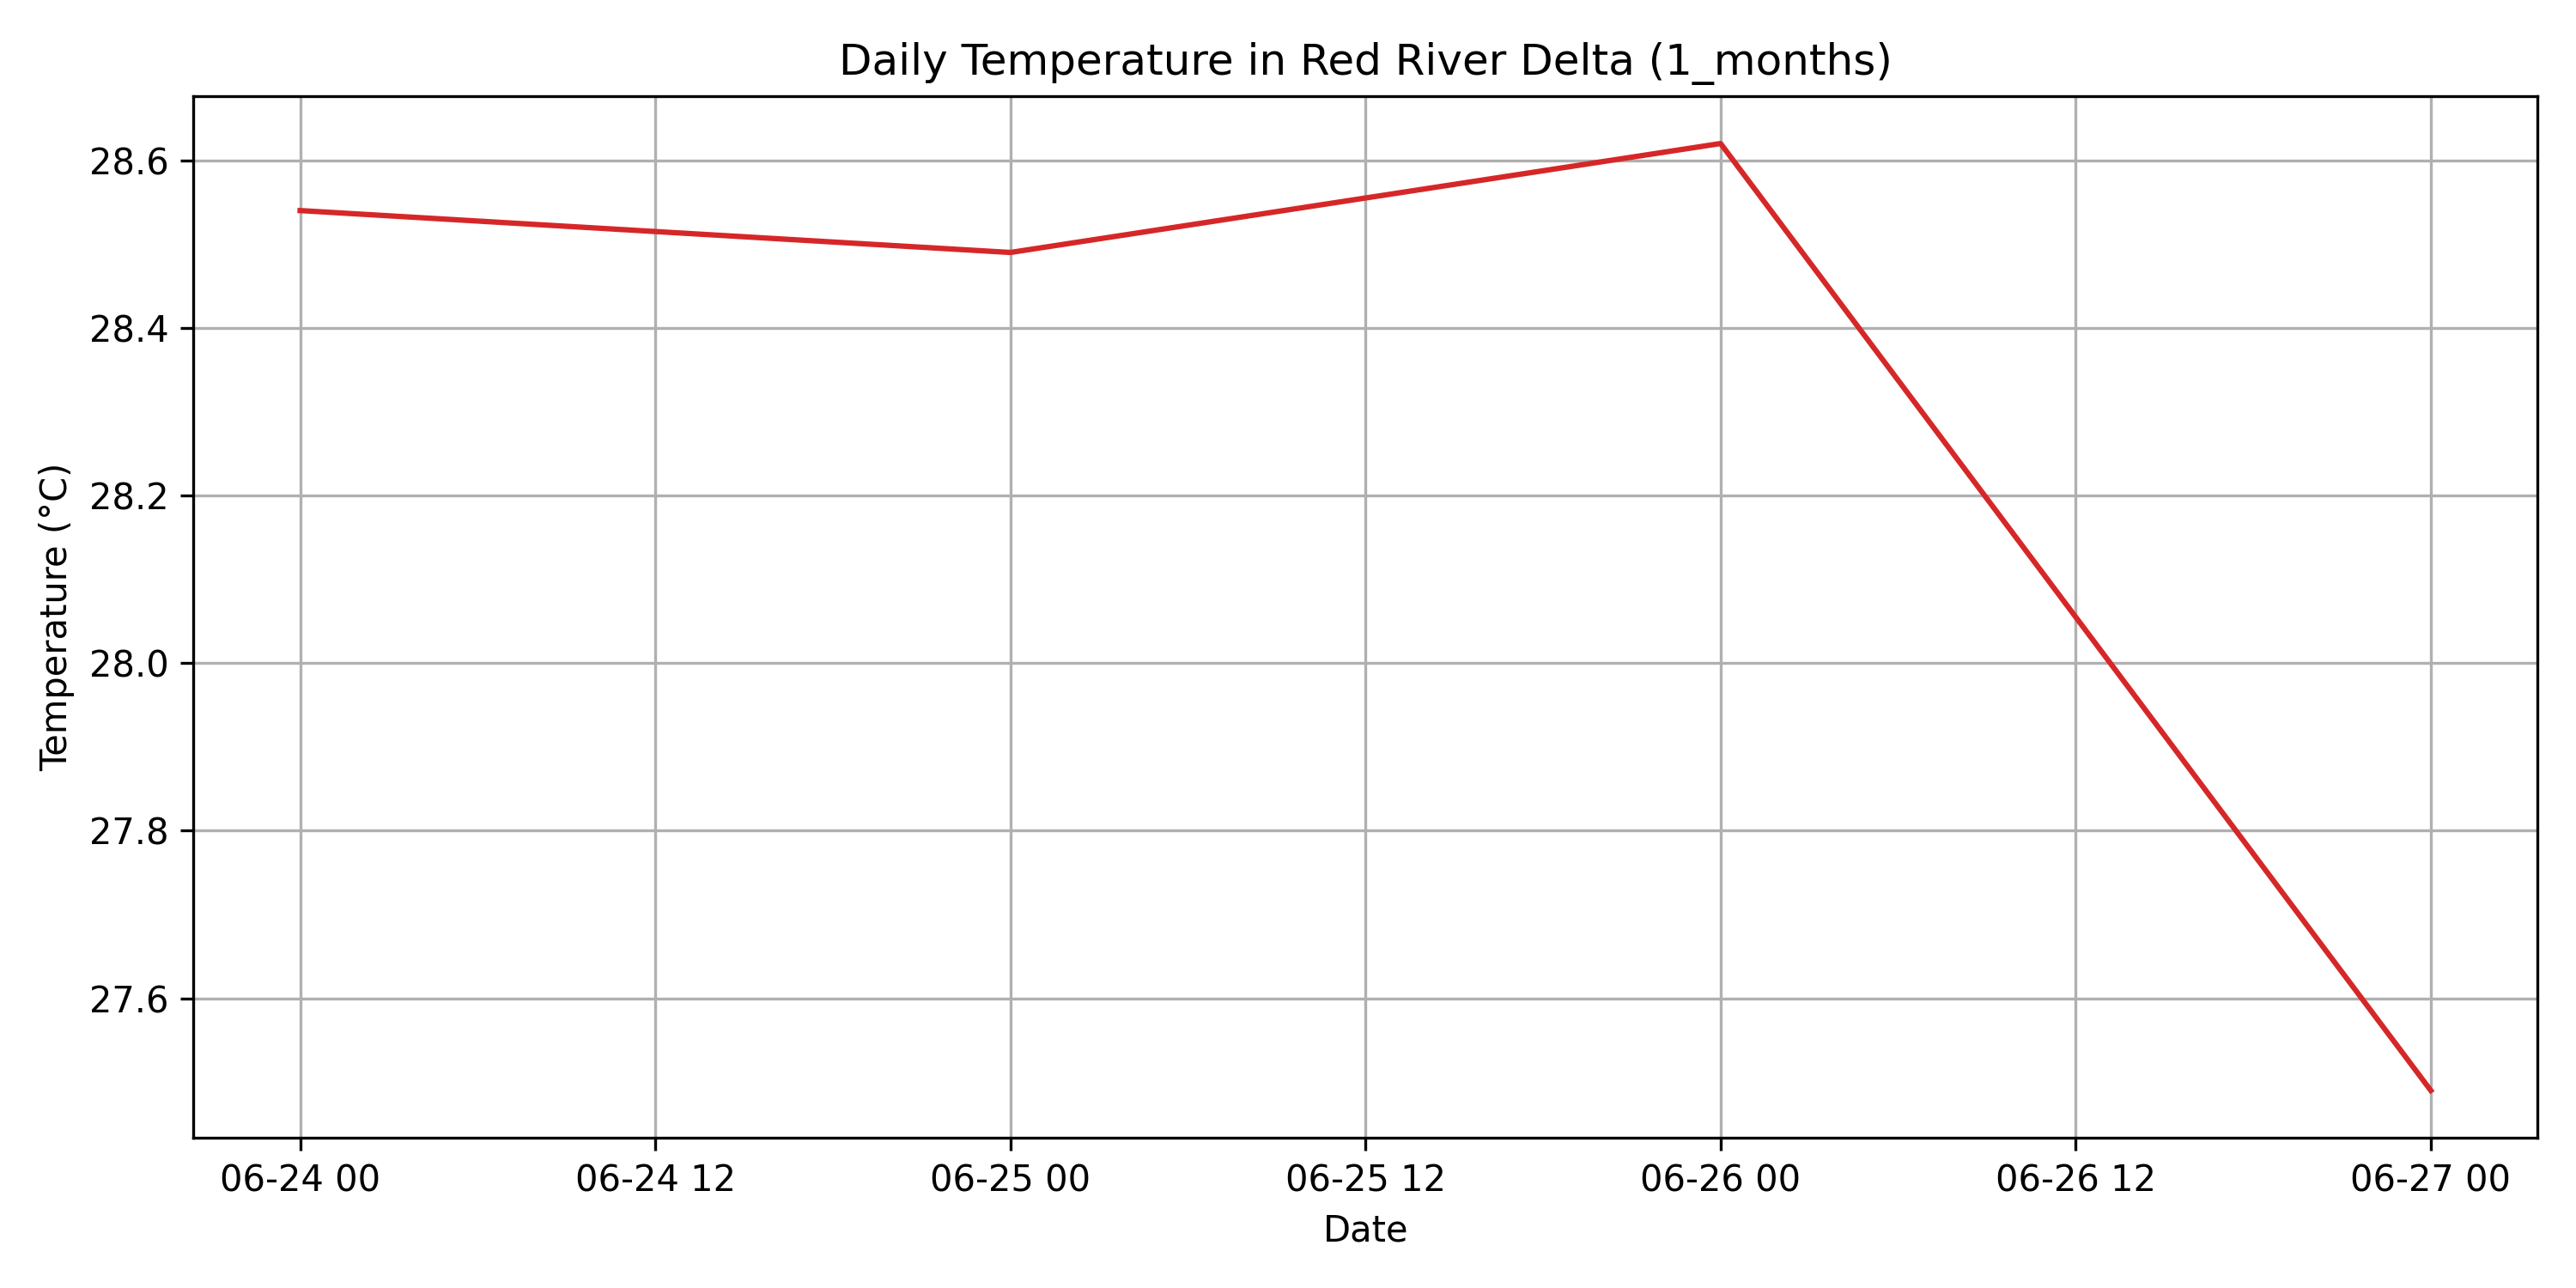 Daily Temperature in Red River Delta (1_months)
Temperature (°C)
28.6
28.4
28.2
28.0
27.8
27.6
06-24 00 06-24 12 06-25 00 06-25 12 06-26 00 06-26 12 06-27 00
Date